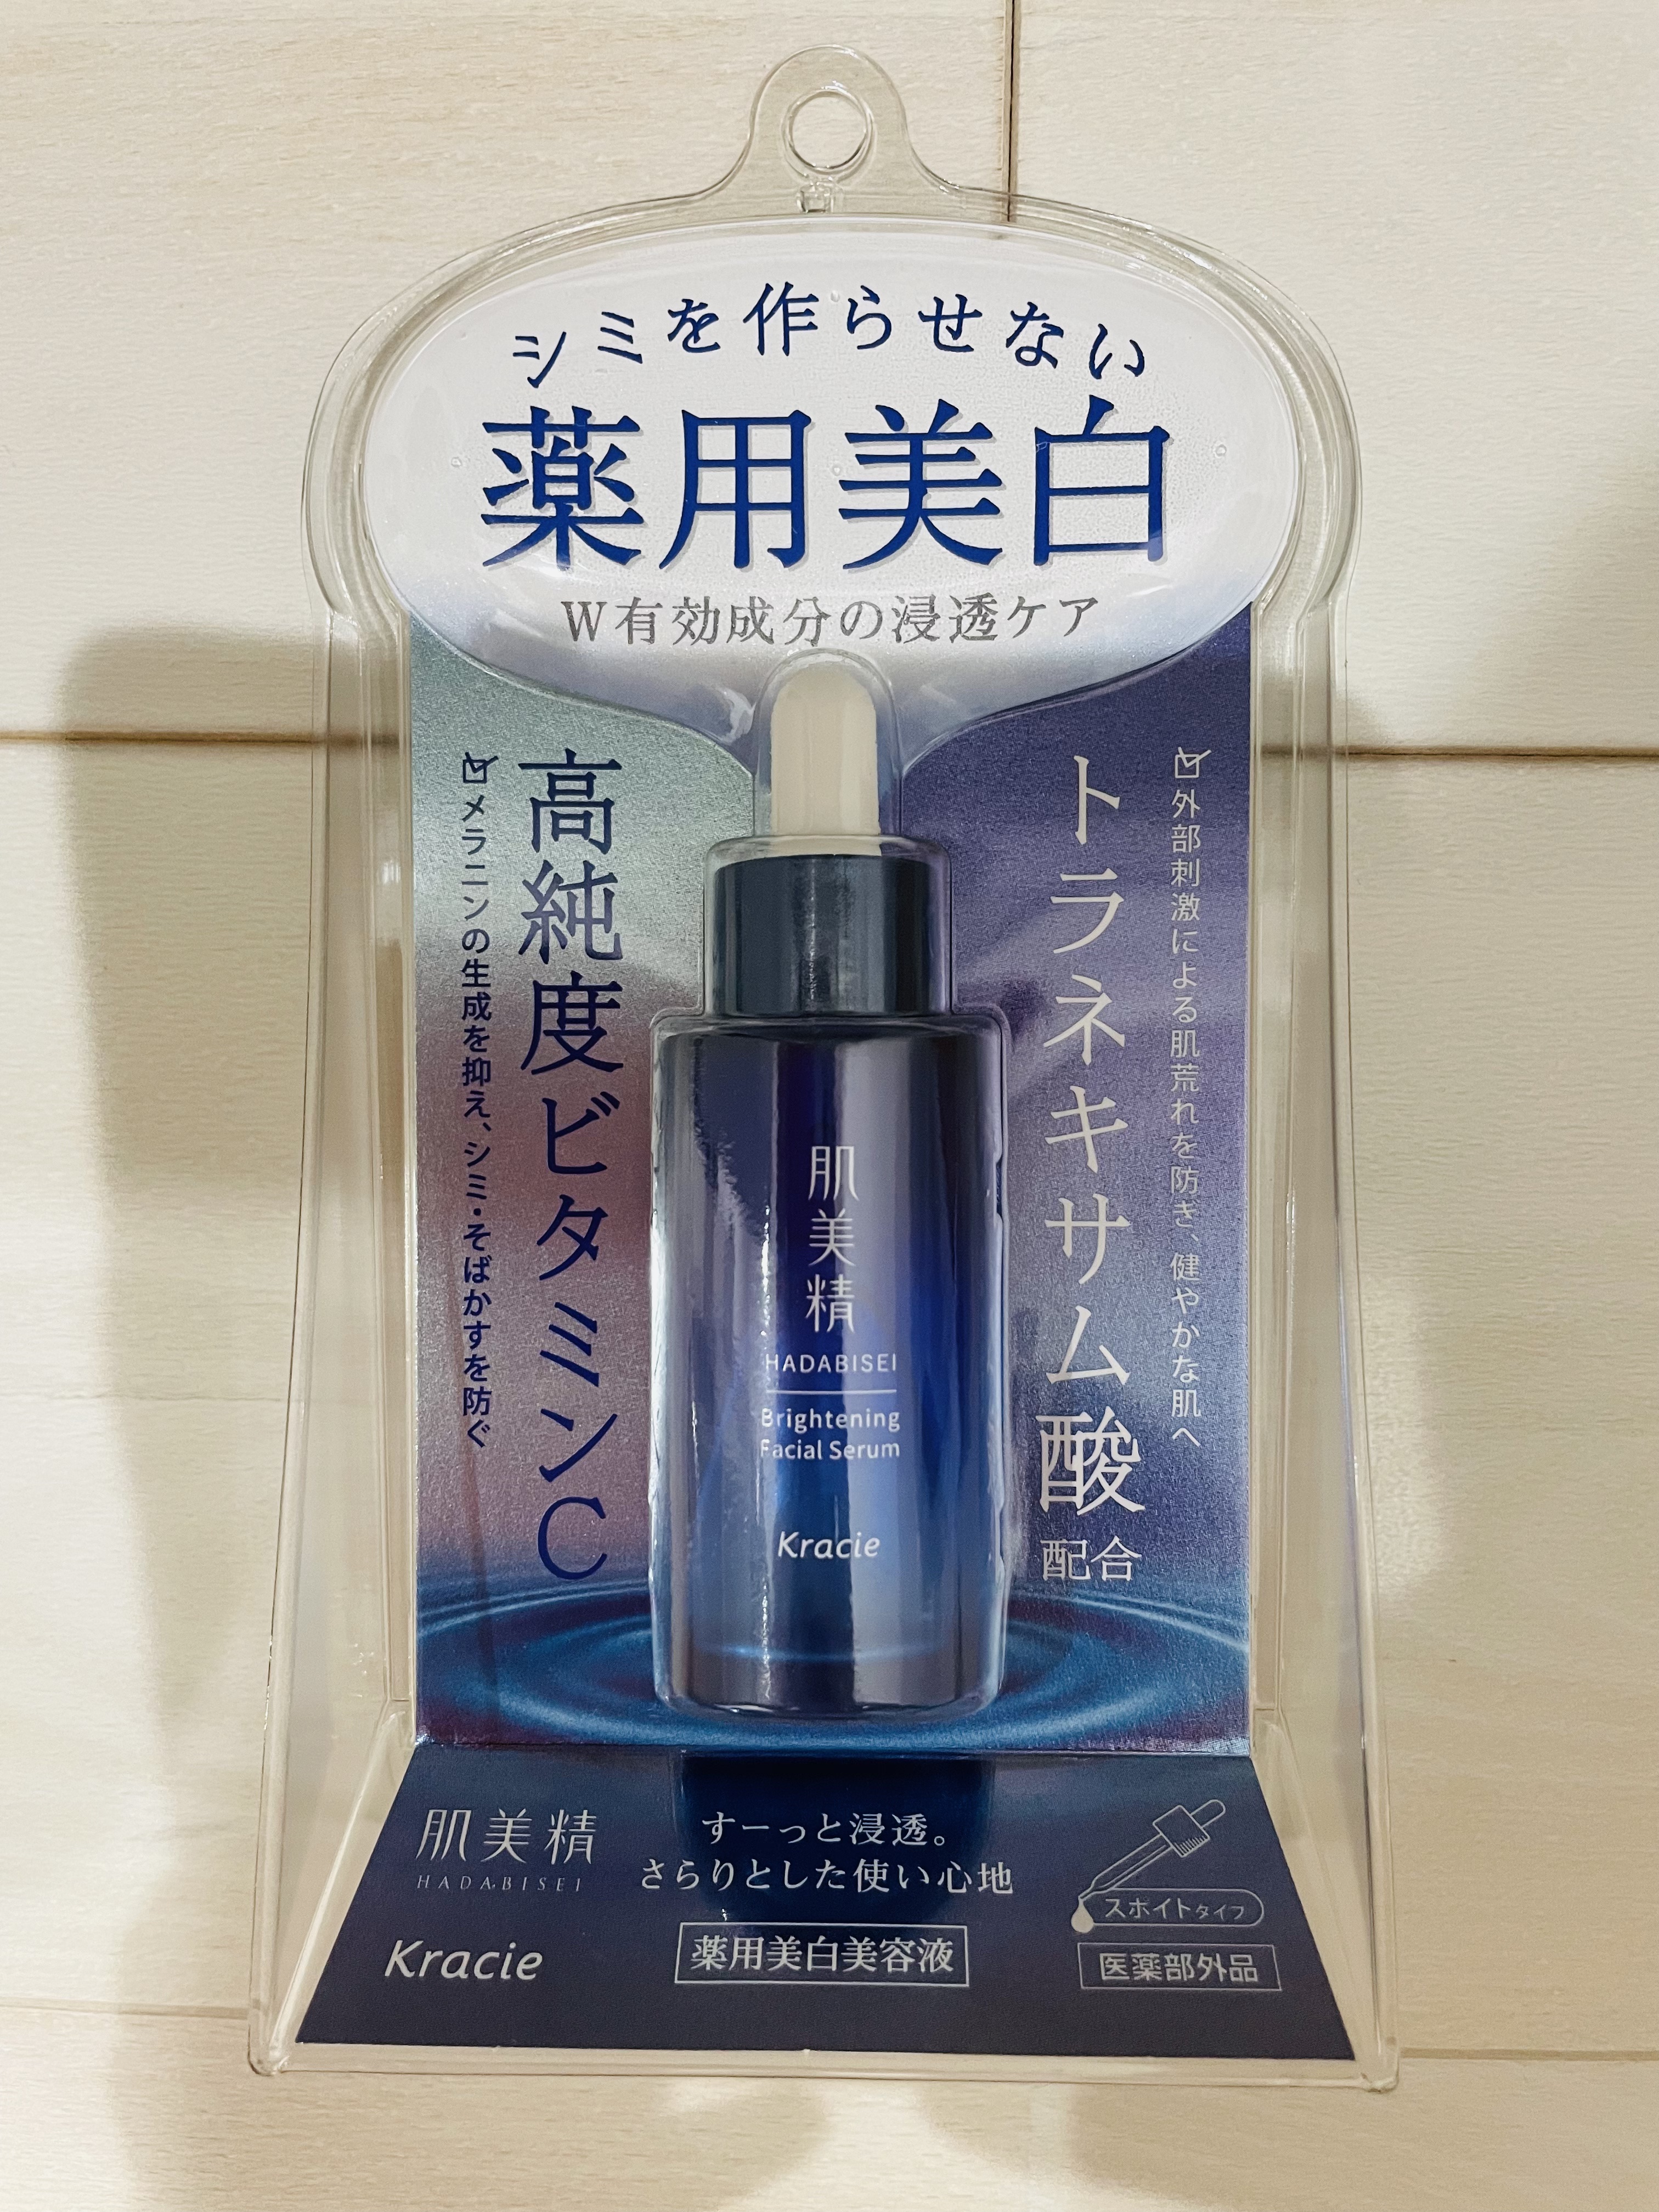 シミを作らせない
薬用美白
W有効成分の浸透ケア
外部刺激による肌荒れを防ぎ、健やかな肌へ
トラネキサム酸
配合
高純度ビタミンC
メラニンの生成を抑え、シミ・そばかすを防ぐ
肌美精
HADABISEI
Brightening
Facial Serum
Kracie
肌美精
HADABISEI
Kracie
すーっと浸透。
さらりとした使い心地
薬用美白美容液
スポイトタイプ
医薬部外品